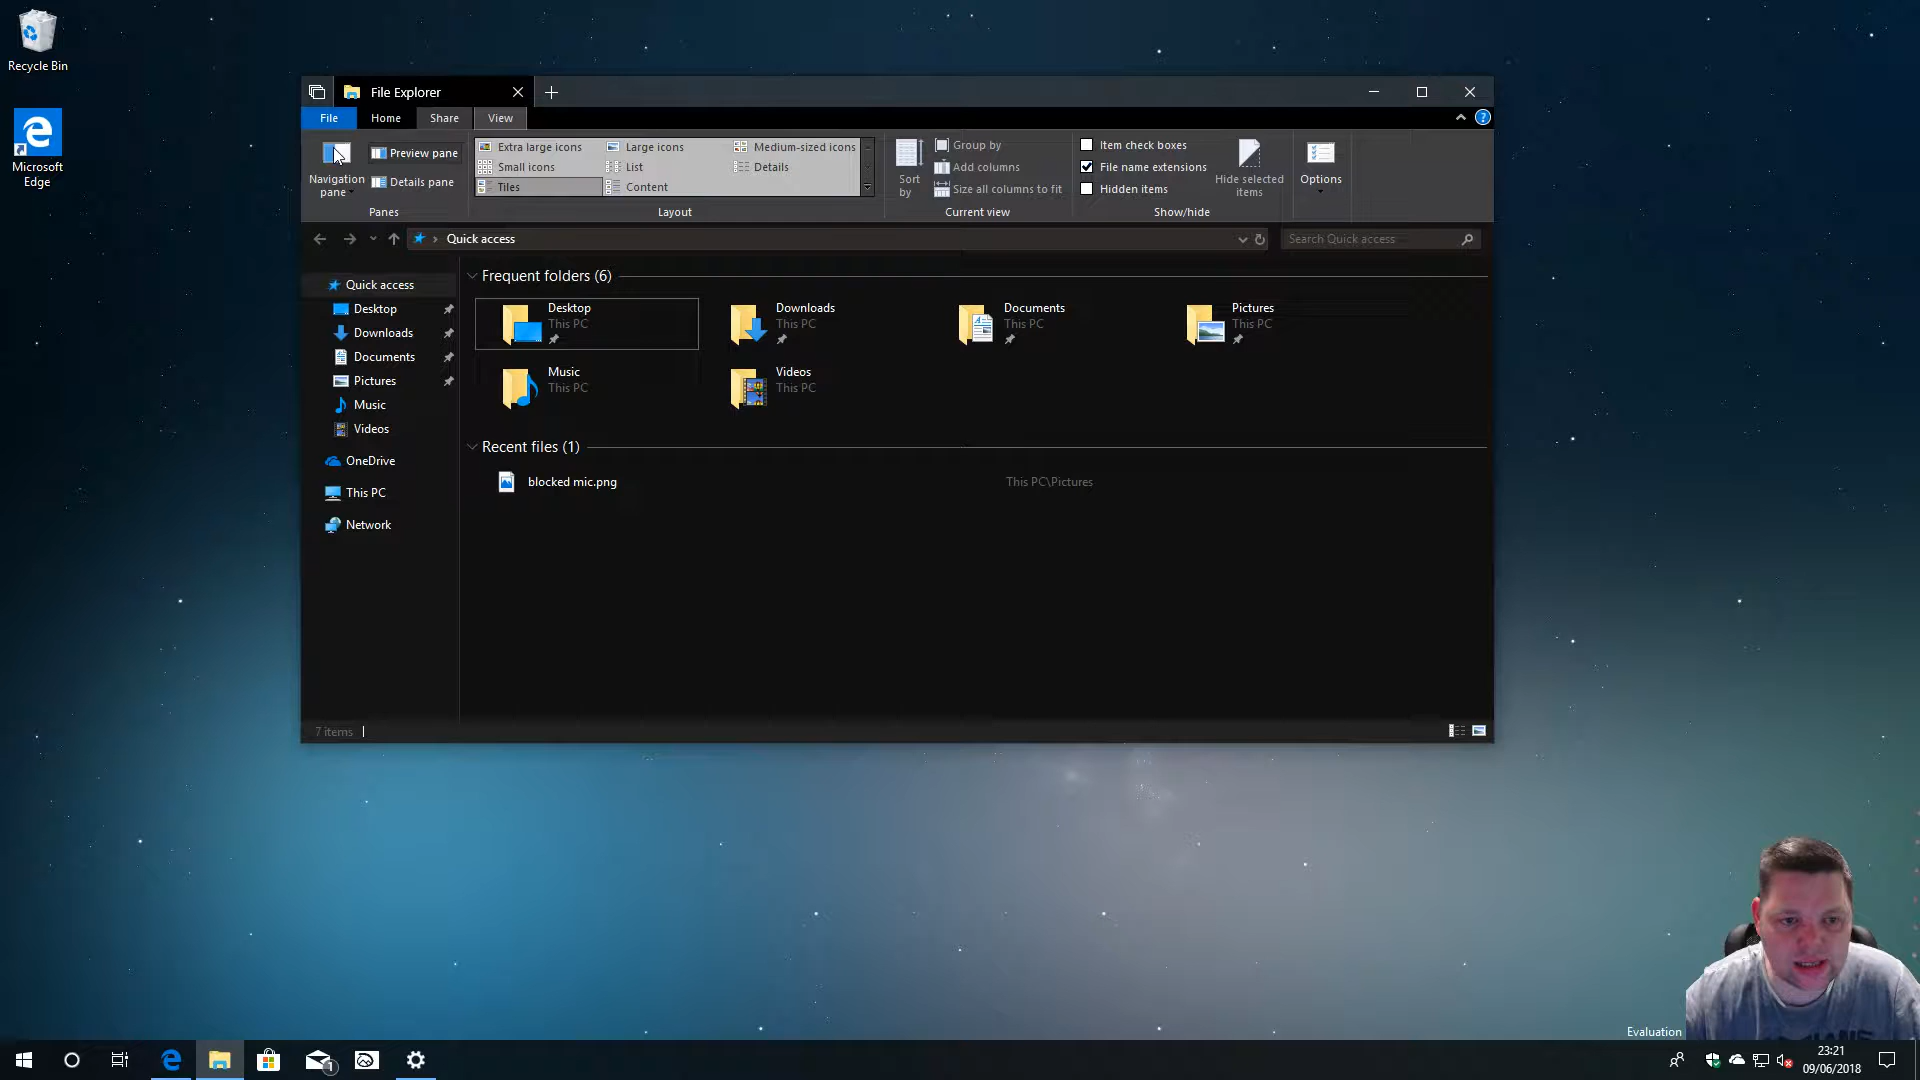 Recycle Bin
Microsoft
Edge
File Explorer
File Home Share View
Navigation
pane
Preview pane
Details pane
Panes
Extra large icons Large icons Medium-sized icons
Small icons List Details
Tiles Content
Layout
Sort
by
Group by
Add columns
Size all columns to fit
Current view
Item check boxes
File name extensions
Hidden items
Hide selected
items
Show/hide
Options
Quick access
Search Quick access
Quick access
Desktop
Downloads
Documents
Pictures
Music
Videos
OneDrive
This PC
Network
Frequent folders (6)
Desktop
This PC
Downloads
This PC
Documents
This PC
Pictures
This PC
Music
This PC
Videos
This PC
Recent files (1)
blocked mic.png This PC\Pictures
7 items
Evaluation
1
23:21
09/06/2018